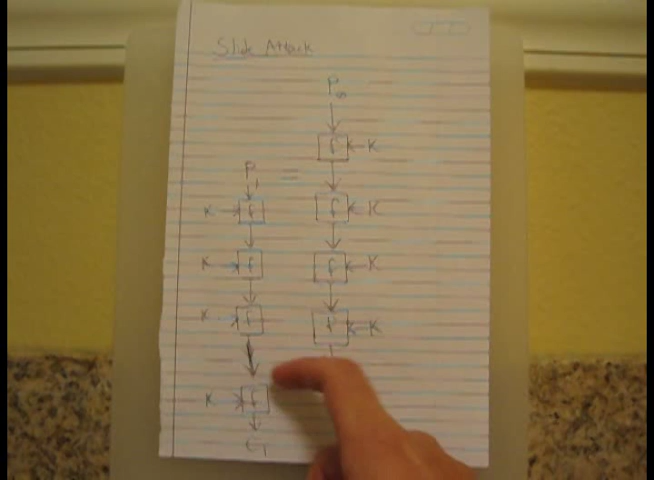 Slide Attack
P₀
f ← K
P₁ =
K → f
f ← K
K → f
f ← K
K → f
f ← K
K → f
C₁